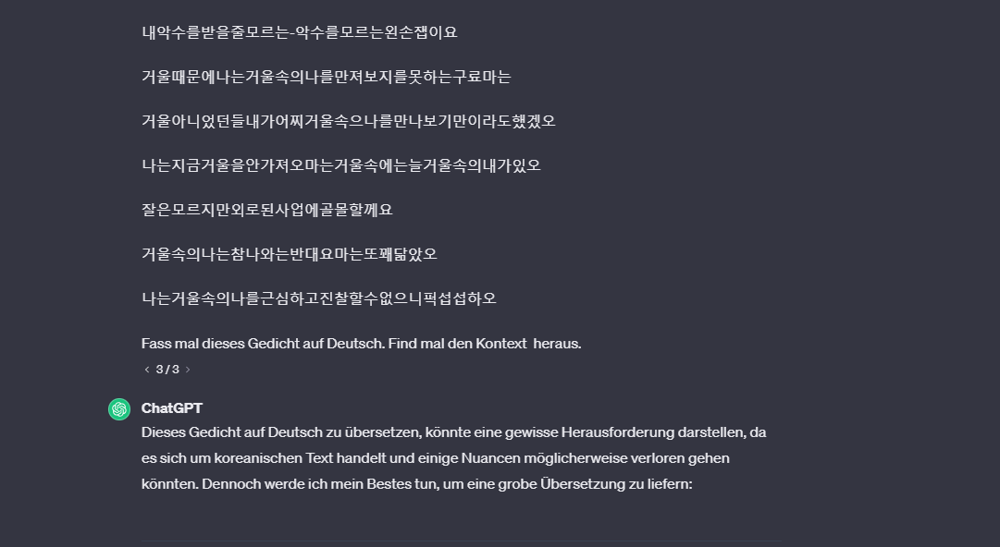 내악수를받을줄모르는-악수를모르는왼손잽이요
거울때문에나는거울속의나를만져보지를못하는구료마는
거울아니었던들내가어찌거울속으나를만나보기만이라도했겠오
나는지금거울을안가져오마는거울속에는늘거울속의내가있오
잘은모르지만외로된사업에골몰할께요
거울속의나는참나와는반대요마는또꽤닮았오
나는거울속의나를근심하고진찰할수없으니퍽섭섭하오
Fass mal dieses Gedicht auf Deutsch. Find mal den Kontext heraus.
< 3 / 3 >
ChatGPT
Dieses Gedicht auf Deutsch zu übersetzen, könnte eine gewisse Herausforderung darstellen, da
es sich um koreanischen Text handelt und einige Nuancen möglicherweise verloren gehen
könnten. Dennoch werde ich mein Bestes tun, um eine grobe Übersetzung zu liefern: